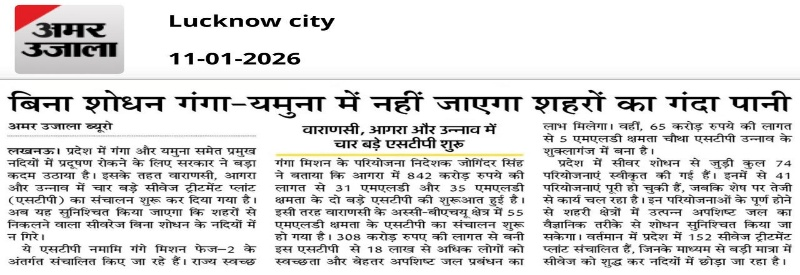 अमर
उजाला
Lucknow city
11-01-2026
बिना शोधन गंगा-यमुना में नहीं जाएगा शहरों का गंदा पानी
अमर उजाला ब्यूरो
लखनऊ। प्रदेश में गंगा और यमुना समेत प्रमुख
नदियों में प्रदूषण रोकने के लिए सरकार ने बड़ा
कदम उठाया है। इसके तहत वाराणसी, आगरा
और उन्नाव में चार बड़े सीवेज ट्रीटमेंट प्लांट
(एसटीपी) का संचालन शुरू कर दिया गया है।
अब यह सुनिश्चित किया जाएगा कि शहरों से
निकलने वाला सीवरेज बिना शोधन के नदियों में
न गिरे।
ये एसटीपी नमामि गंगे मिशन फेज-2 के
अंतर्गत संचालित किए जा रहे हैं। राज्य स्वच्छ
वाराणसी, आगरा और उन्नाव में
चार बड़े एसटीपी शुरू
गंगा मिशन के परियोजना निदेशक जोगिंदर सिंह
ने बताया कि आगरा में 842 करोड़ रुपये की
लागत से 31 एमएलडी और 35 एमएलडी
क्षमता के दो बड़े एसटीपी की शुरूआत हुई है।
इसी तरह वाराणसी के अस्सी-बीएचयू क्षेत्र में 55
एमएलडी क्षमता के एसटीपी का संचालन शुरू
हो गया है। 308 करोड़ रुपए की लागत से बनी
इस एसटीपी से 18 लाख से अधिक लोगों को
स्वच्छता और बेहतर अपशिष्ट जल प्रबंधन का
लाभ मिलेगा। वहीं, 65 करोड़ रुपये की लागत
से 5 एमएलडी क्षमता चौथा एसटीपी उन्नाव के
शुक्लागंज में बना है।
प्रदेश में सीवर शोधन से जुड़ी कुल 74
परियोजनाएं स्वीकृत की गई हैं। इनमें से 41
परियोजनाएं पूरी हो चुकी हैं, जबकि शेष पर तेजी
से कार्य चल रहा है। इन परियोजनाओं के पूर्ण होने
से शहरी क्षेत्रों में उत्पन्न अपशिष्ट जल का
वैज्ञानिक तरीके से शोधन सुनिश्चित किया जा
सकेगा। वर्तमान में प्रदेश में 152 सीवेज ट्रीटमेंट
प्लांट संचालित हैं, जिनके माध्यम से बड़ी मात्रा में
सीवेज को शुद्ध कर नदियों में छोड़ा जा रहा है।